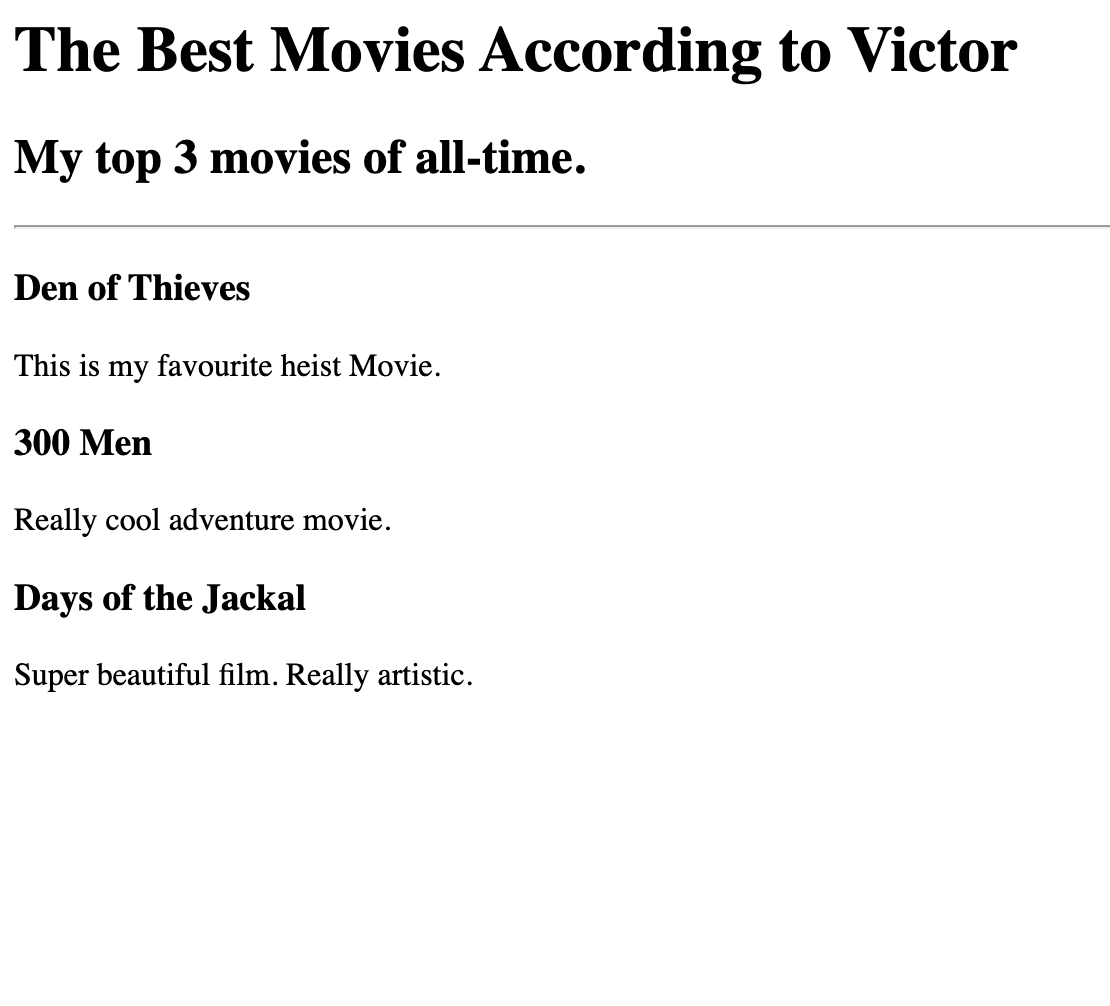 The Best Movies According to Victor
My top 3 movies of all-time.
Den of Thieves
This is my favourite heist Movie.
300 Men
Really cool adventure movie.
Days of the Jackal
Super beautiful film. Really artistic.